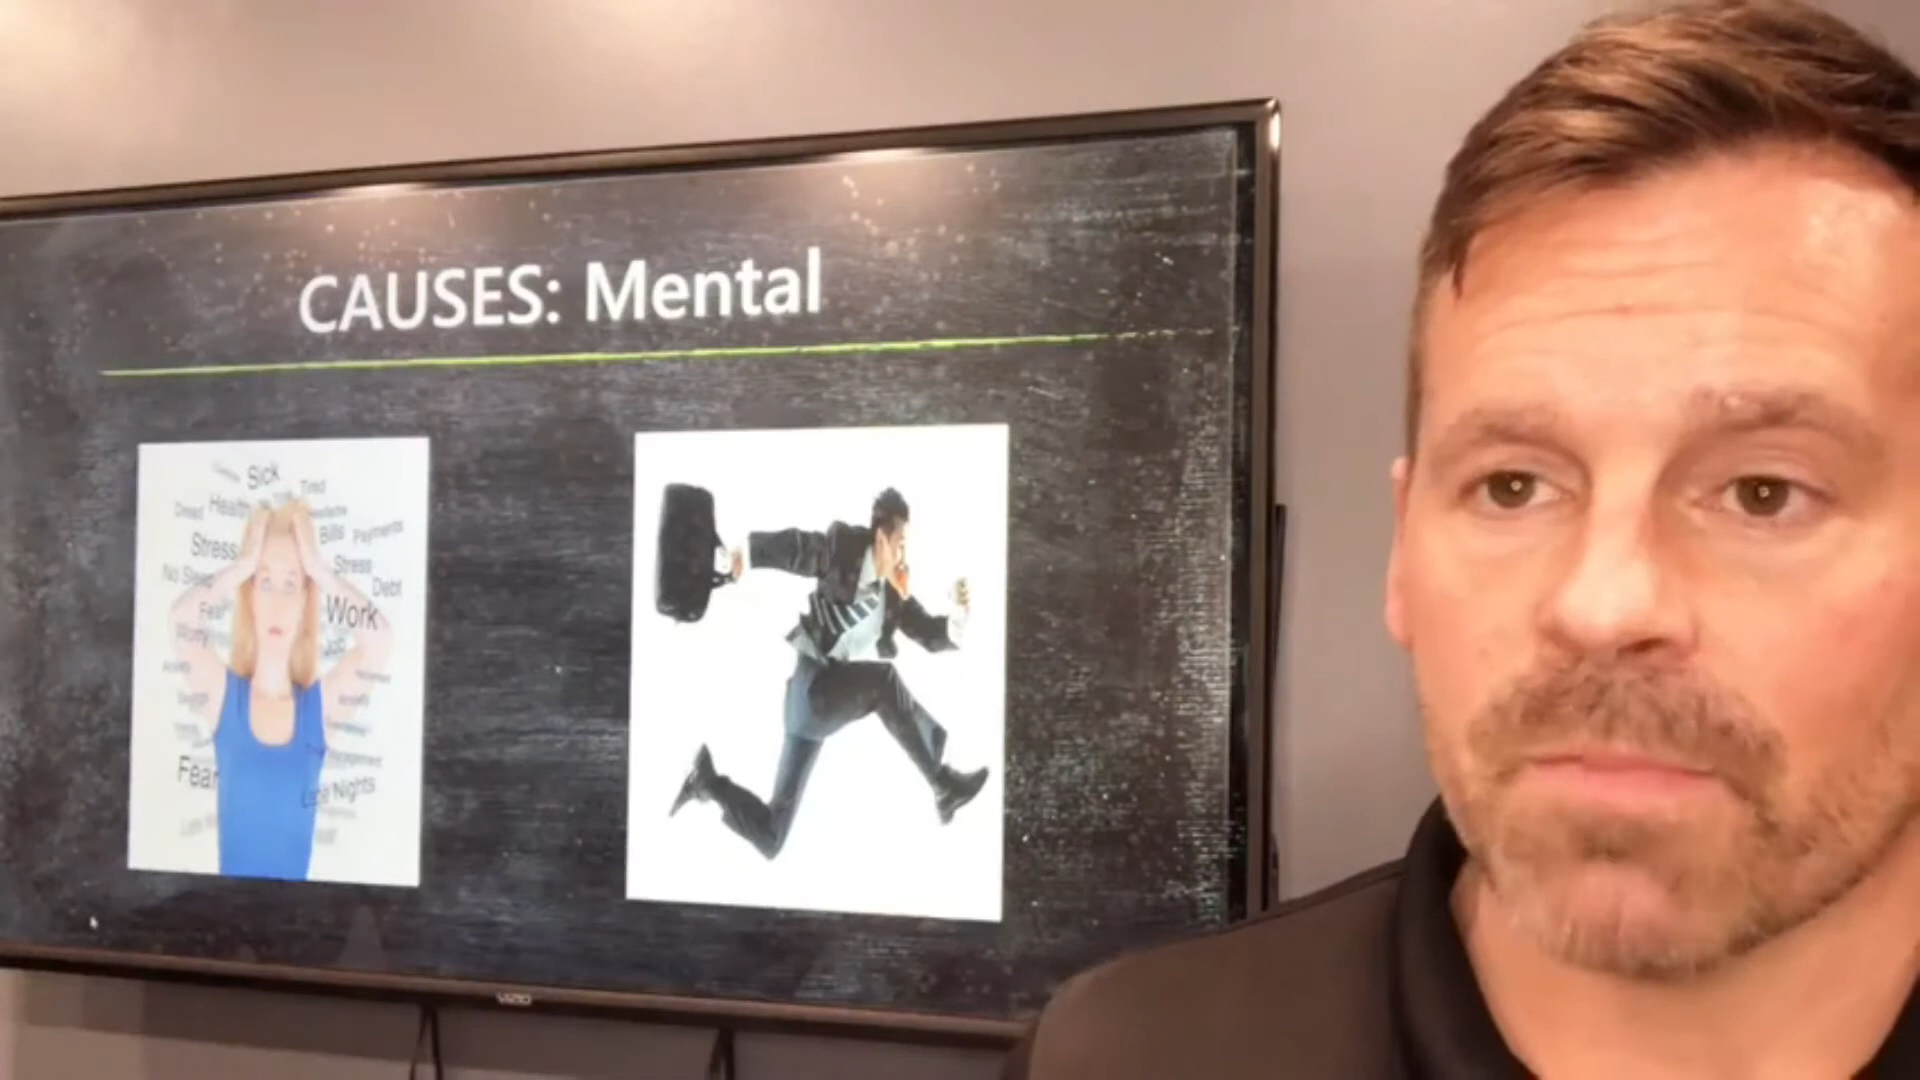 CAUSES: Mental
Sick
Tired
Dead
Health
Bills
Payments
Stress
Stress
No Sleep
Debt
Fear
Work
Worry
Job
Fear
Late Nights
VIZIO